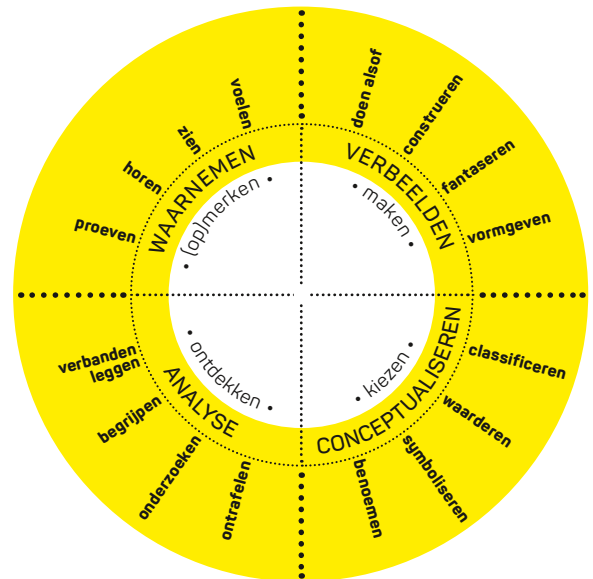 WAARNEMEN
(op)merken
proeven
horen
zien
voelen
VERBEELDEN
maken
doen alsof
construeren
fantaseren
vormgeven
CONCEPTUALISEREN
kiezen
classificeren
waarderen
symboliseren
benoemen
ANALYSE
ontdekken
verbanden
leggen
begrijpen
onderzoeken
ontrafelen